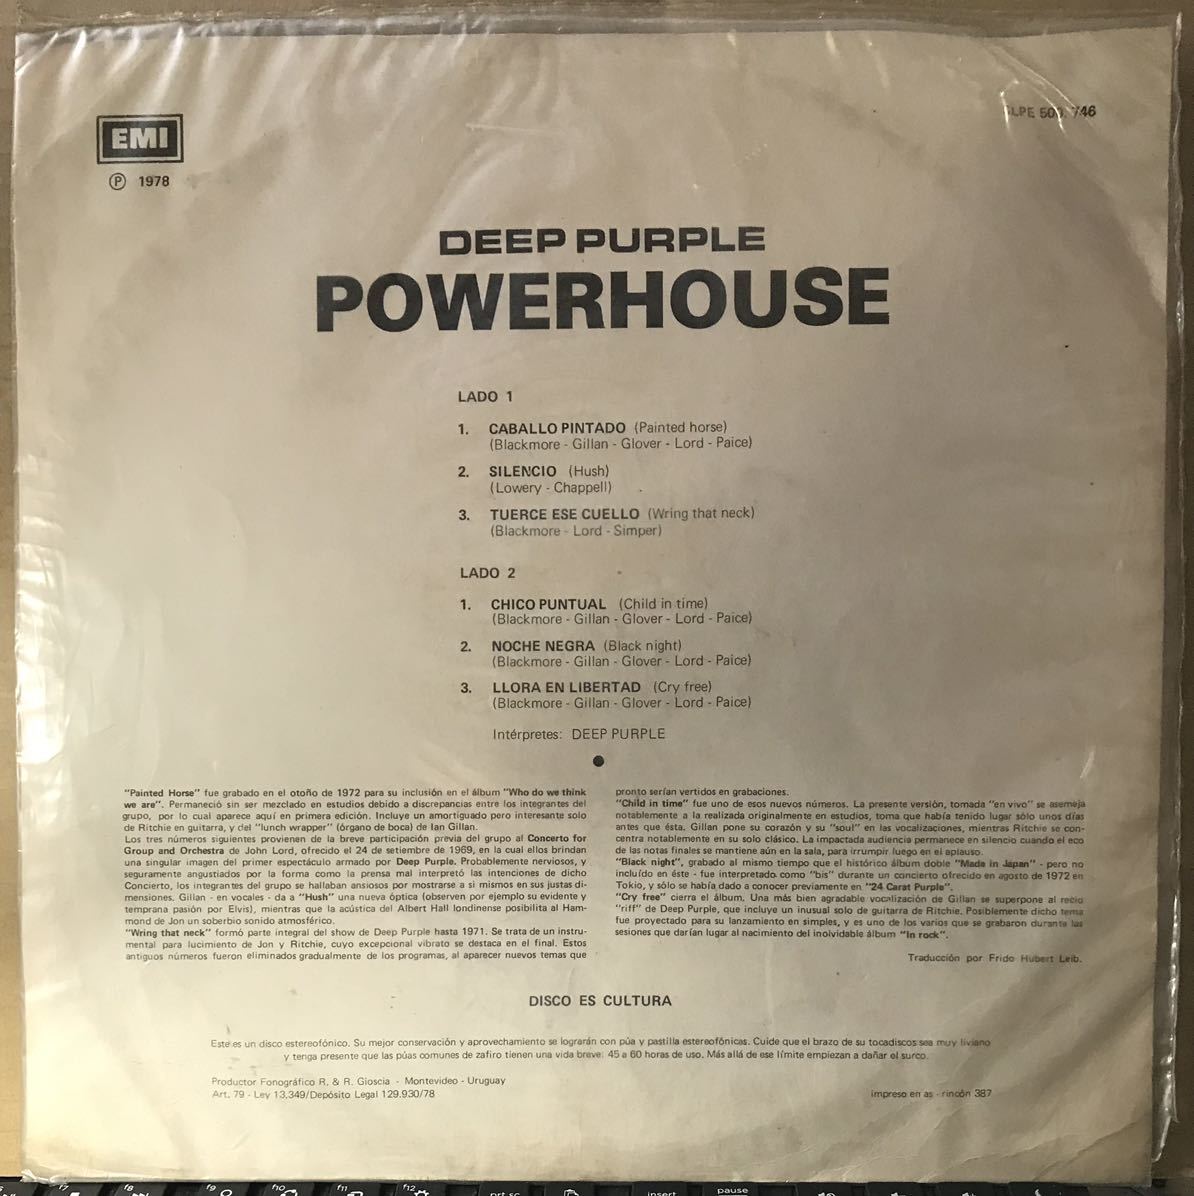 EMI
Ⓟ 1978
SLPE 500.746
DEEP PURPLE
POWERHOUSE
LADO 1
1. CABALLO PINTADO (Painted horse)
(Blackmore - Gillan - Glover - Lord - Paice)
2. SILENCIO (Hush)
(Lowery - Chappell)
3. TUERCE ESE CUELLO (Wring that neck)
(Blackmore - Lord - Simper)
LADO 2
1. CHICO PUNTUAL (Child in time)
(Blackmore - Gillan - Glover - Lord - Paice)
2. NOCHE NEGRA (Black night)
(Blackmore - Gillan - Glover - Lord - Paice)
3. LLORA EN LIBERTAD (Cry free)
(Blackmore - Gillan - Glover - Lord - Paice)
Intérpretes: DEEP PURPLE
"Painted Horse" fue grabado en el otoño de 1972 para su inclusión en el álbum "Who do we think
we are". Permaneció sin ser mezclado en estudios debido a discrepancias entre los integrantes del
grupo, por lo cual aparece aquí en primera edición. Incluye un amortiguado pero interesante solo
de Ritchie en guitarra, y del "lunch wrapper" (órgano de boca) de Ian Gillan.
Los tres números siguientes provienen de la breve participación previa del grupo al Concerto for
Group and Orchestra de John Lord, ofrecido el 24 de setiembre de 1969, en la cual ellos brindan
una singular imagen del primer espectáculo armado por Deep Purple. Probablemente nerviosos, y
seguramente angustiados por la forma como la prensa mal interpretó las intenciones de dicho
Concierto, los integrantes del grupo se hallaban ansiosos por mostrarse a si mismos en sus justas di-
mensiones. Gillan - en vocales - da a "Hush" una nueva óptica (observen por ejemplo su evidente y
temprana pasión por Elvis), mientras que la acústica del Albert Hall londinense posibilita al Ham-
mond de Jon un soberbio sonido atmosférico.
"Wring that neck" formó parte integral del show de Deep Purple hasta 1971. Se trata de un instru-
mental para lucimiento de Jon y Ritchie, cuyo excepcional vibrato se destaca en el final. Estos
antiguos números fueron eliminados gradualmente de los programas, al aparecer nuevos temas que
pronto serían vertidos en grabaciones.
"Child in time" fue uno de esos nuevos números. La presente versión, tomada "en vivo" se asemeja
notablemente a la realizada originalmente en estudios, toma que había tenido lugar sólo unos días
antes que ésta. Gillan pone su corazón y su "soul" en las vocalizaciones, mientras Ritchie se con-
centra notablemente en su solo clásico. La impactada audiencia permanece en silencio cuando el eco
de las notas finales se mantiene aún en la sala, para irrumpir luego en el aplauso.
"Black night", grabado al mismo tiempo que el histórico álbum doble "Made in Japan" - pero no
incluído en éste - fue interpretado como "bis" durante un concierto ofrecido en agosto de 1972 en
Tokio, y sólo se había dado a conocer previamente en "24 Carat Purple".
"Cry free" cierra el álbum. Una más bien agradable vocalización de Gillan se superpone al recio
"riff" de Deep Purple, que incluye un inusual solo de guitarra de Ritchie. Posiblemente dicho tema
fue proyectado para su lanzamiento en simples, y es uno de los varios que se grabaron durante las
sesiones que darían lugar al nacimiento del inolvidable álbum "In rock".
Traducción por Frido Hubert Leib.
DISCO ES CULTURA
Este es un disco estereofónico. Su mejor conservación y aprovechamiento se lograrán con púa y pastilla estereofónicas. Cuide que el brazo de su tocadiscos sea muy liviano
y tenga presente que las púas comunes de zafiro tienen una vida breve: 45 a 60 horas de uso. Más allá de ese límite empiezan a dañar el surco.
Productor Fonográfico R. & R. Gioscia - Montevideo - Uruguay
Art. 79 - Ley 13.349/Depósito Legal 129.930/78
impreso en as - rincón 387
f7 f8 f9 f10 f11 f12 prt sc insert pause